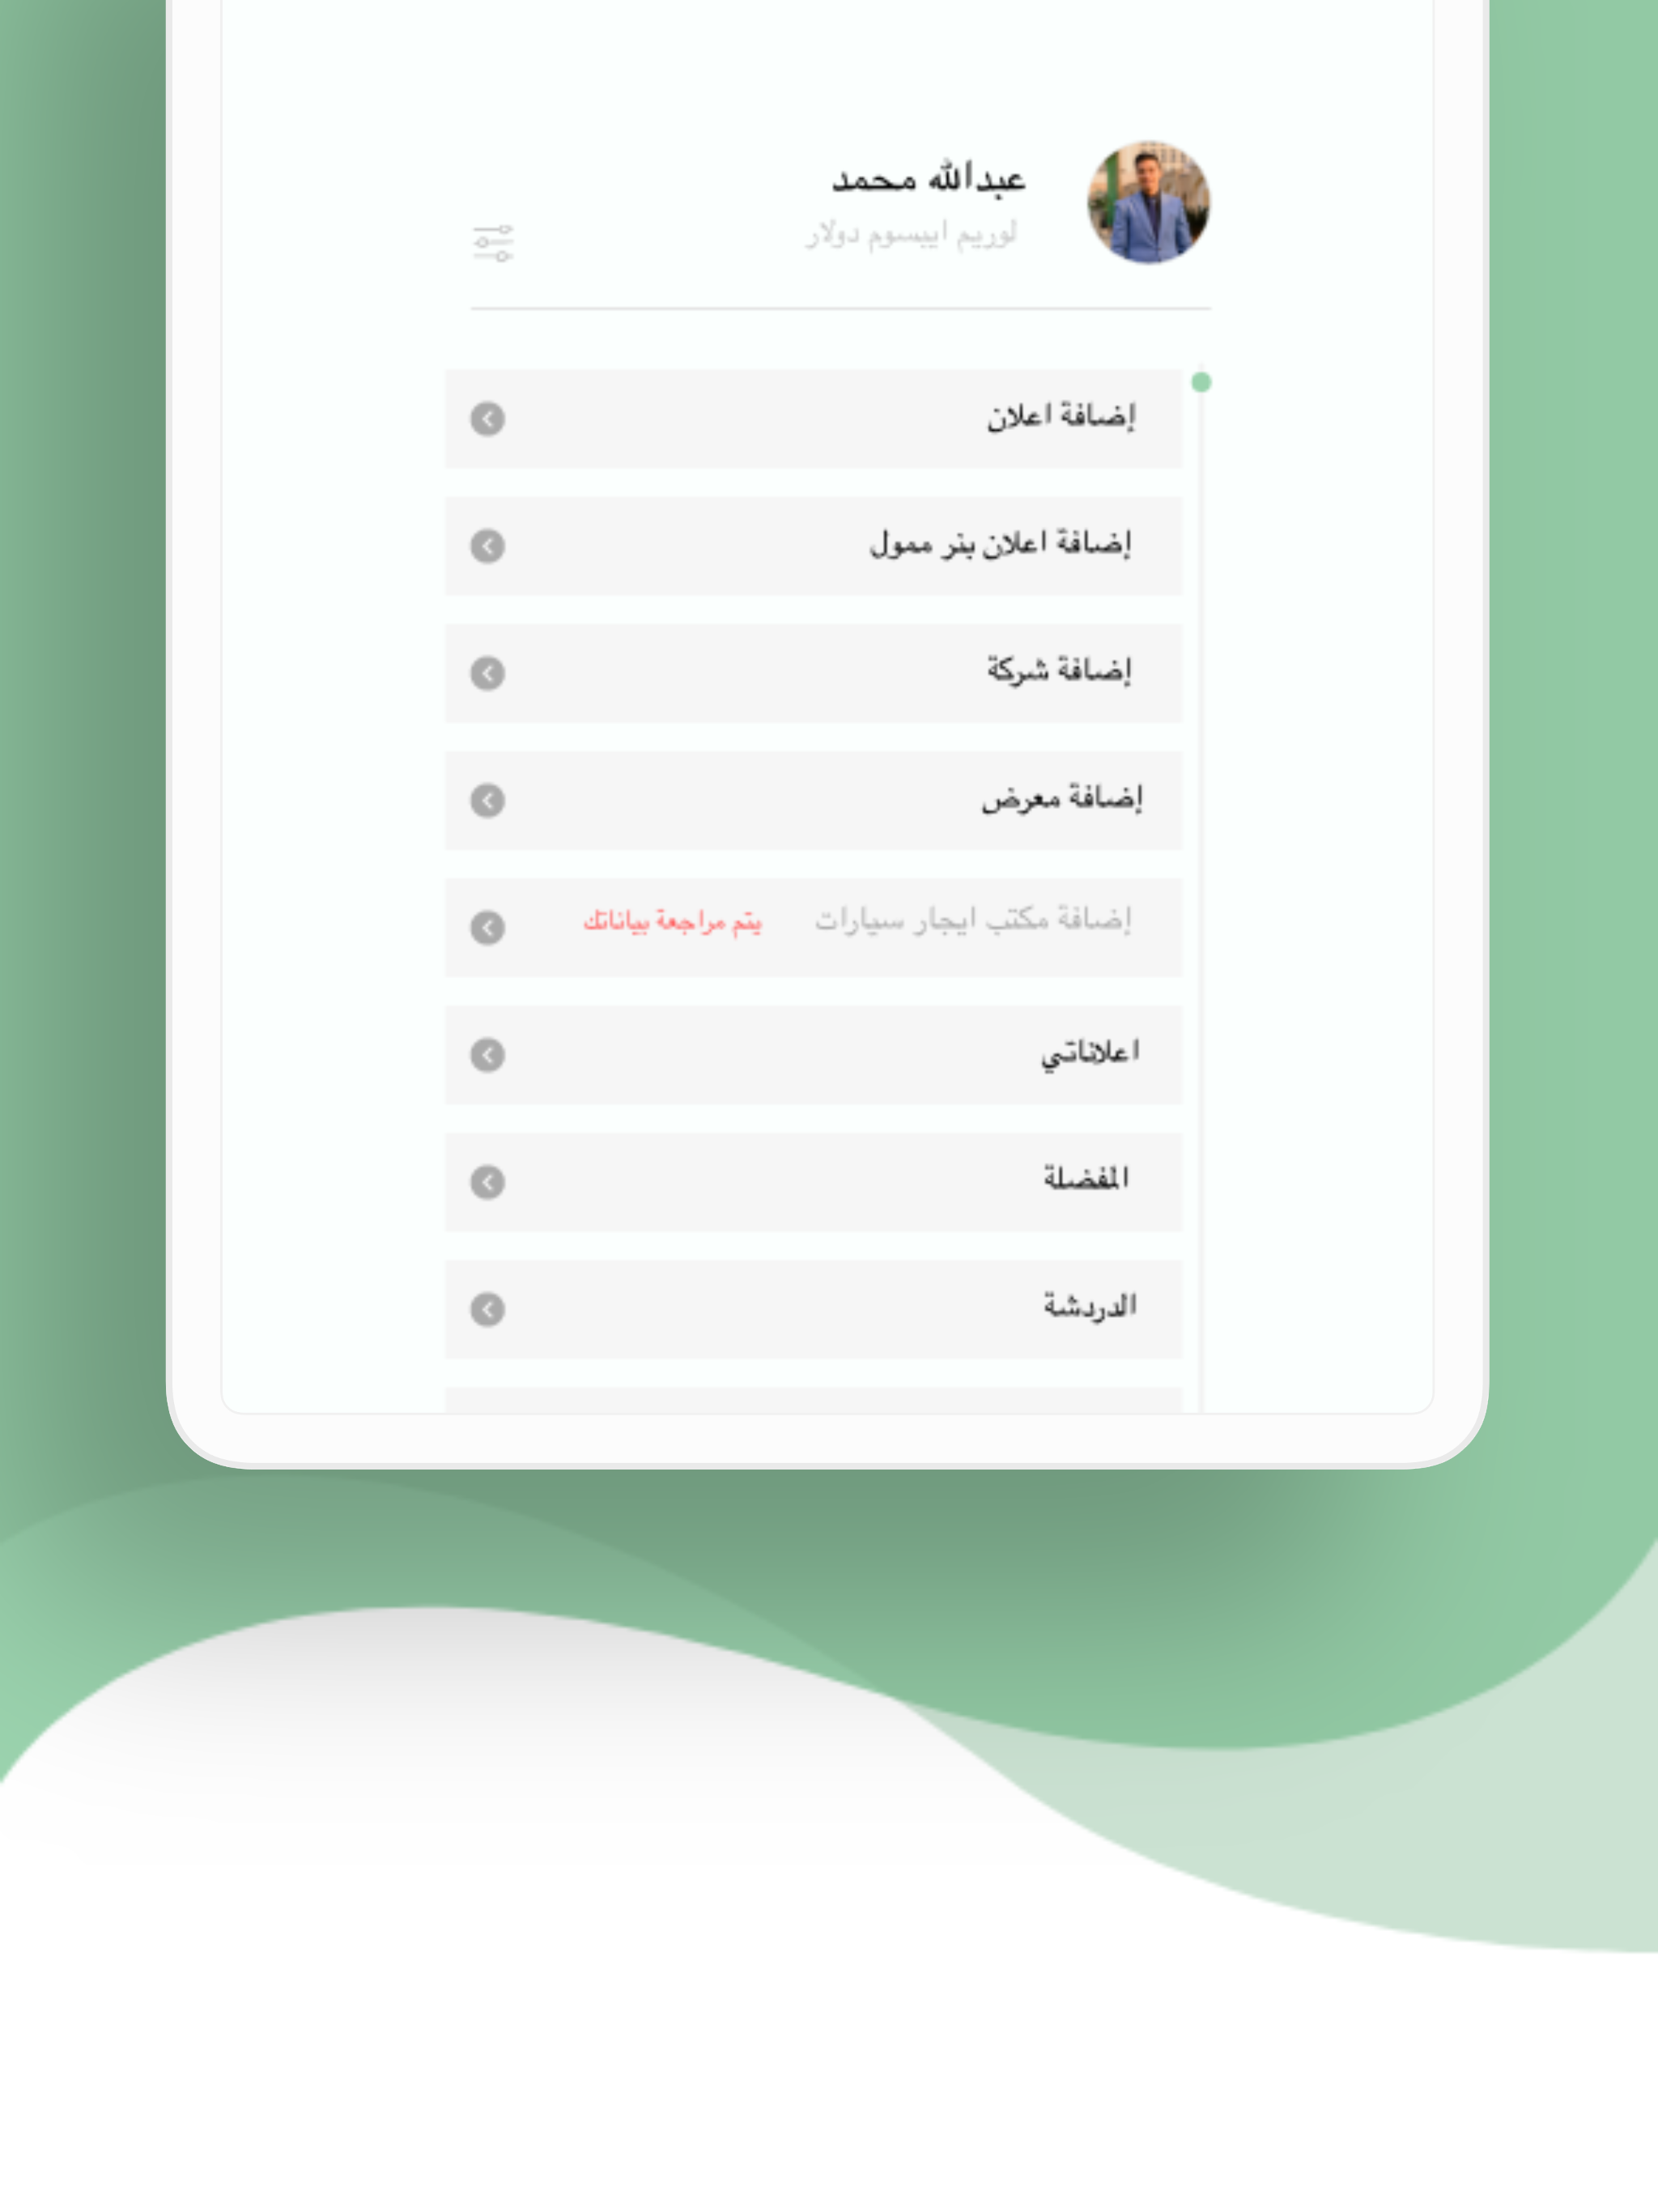 عبدالله محمد
لوريم ايبسوم دولار
إضافة اعلان
إضافة اعلان بنر ممول
إضافة شركة
إضافة معرض
إضافة مكتب ايجار سيارات يتم مراجعة بياناتك
اعلاناتي
المفضلة
الدردشة